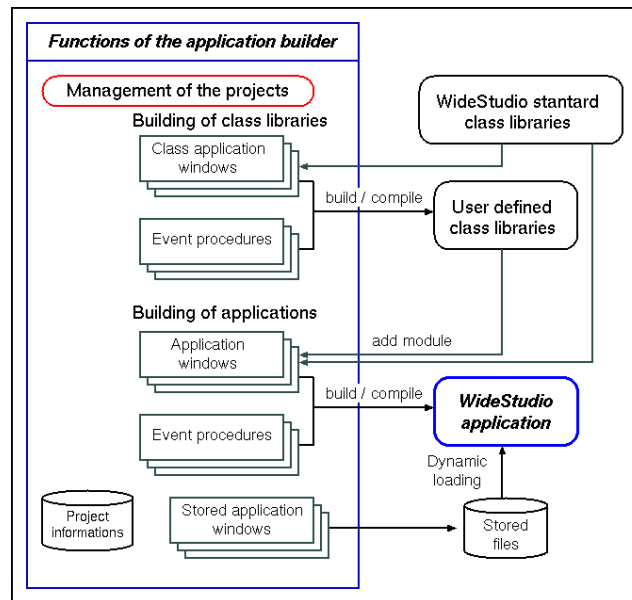 Functions of the application builder
Management of the projects
Building of class libraries
Class application
windows
Event procedures
build / compile
WideStudio stantard
class libraries
User defined
class libraries
Building of applications
add module
Application
windows
Event procedures
build / compile
WideStudio
application
Dynamic
loading
Project
informations
Stored application
windows
Stored
files